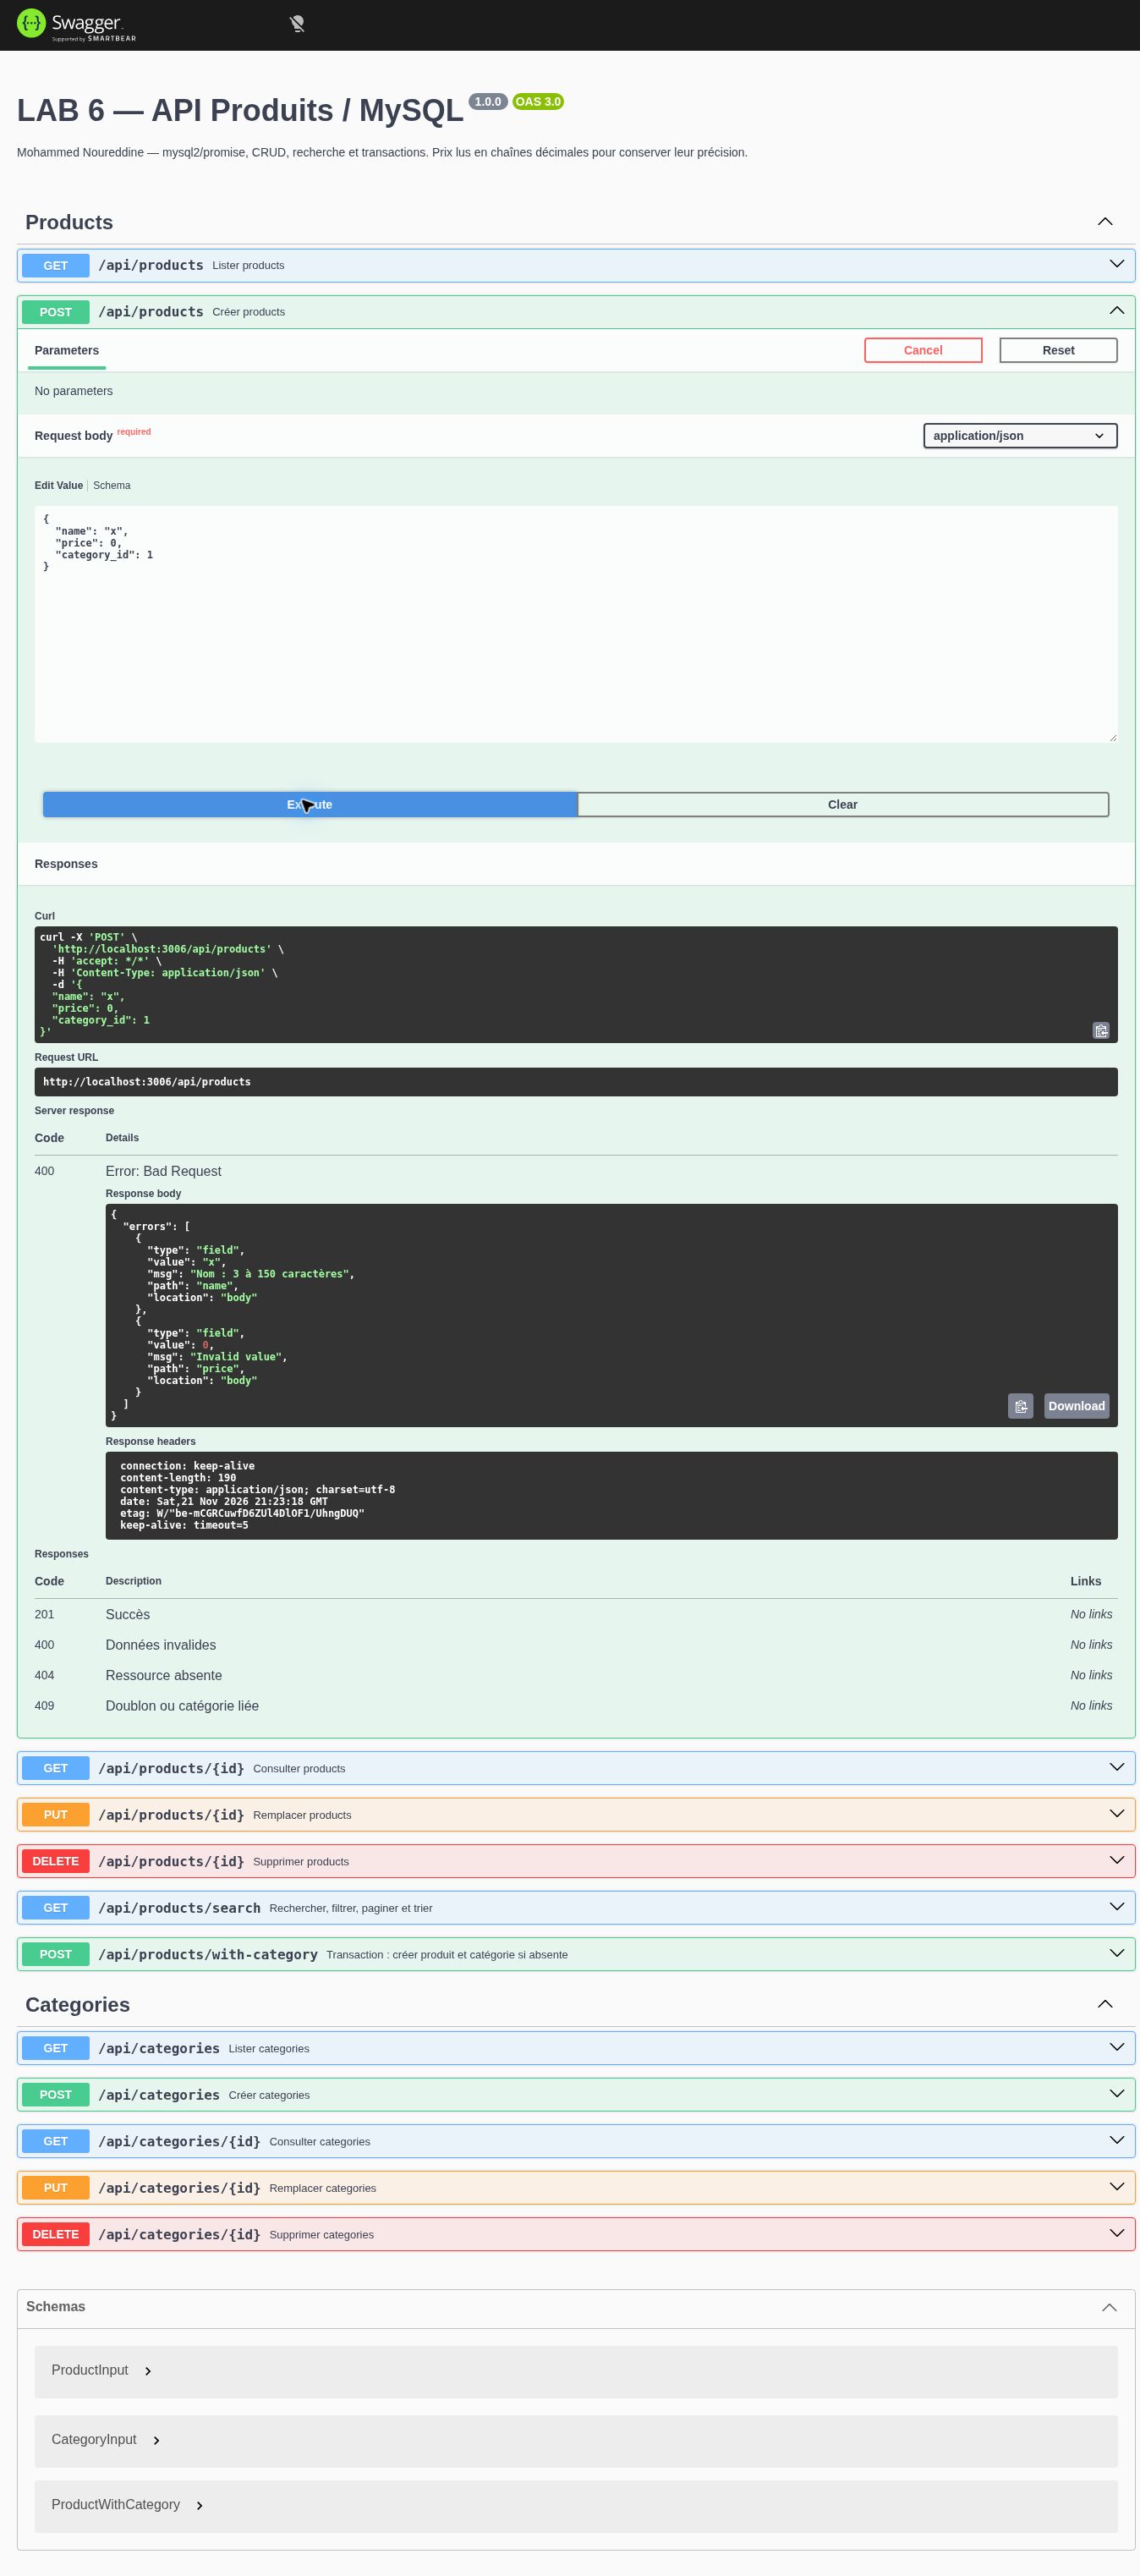 Swagger
Supported by SMARTBEAR
LAB 6 — API Produits / MySQL 1.0.0 OAS 3.0
Mohammed Noureddine — mysql2/promise, CRUD, recherche et transactions. Prix lus en chaînes décimales pour conserver leur précision.
Products
GET /api/products Lister products
POST /api/products Créer products
Parameters Cancel Reset
No parameters
Request body required application/json
Edit Value Schema
{
"name": "x",
"price": 0,
"category_id": 1
}
Clear
Responses
Curl
curl -X 'POST' \
'http://localhost:3006/api/products' \
-H 'accept: */*' \
-H 'Content-Type: application/json' \
-d '{
"name": "x",
"price": 0,
"category_id": 1
}'
Request URL
http://localhost:3006/api/products
Server response
Code Details
400 Error: Bad Request
Response body
{
"errors": [
{
"type": "field",
"value": "x",
"msg": "Nom : 3 à 150 caractères",
"path": "name",
"location": "body"
},
{
"type": "field",
"value": 0,
"msg": "Invalid value",
"path": "price",
"location": "body"
}
]
}
Download
Response headers
connection: keep-alive
content-length: 190
content-type: application/json; charset=utf-8
date: Sat,21 Nov 2026 21:23:18 GMT
etag: W/"be-mCGRCuwfD6ZUl4DlOF1/UhngDUQ"
keep-alive: timeout=5
Responses
Code Description Links
201 Succès No links
400 Données invalides No links
404 Ressource absente No links
409 Doublon ou catégorie liée No links
GET /api/products/{id} Consulter products
PUT /api/products/{id} Remplacer products
DELETE /api/products/{id} Supprimer products
GET /api/products/search Rechercher, filtrer, paginer et trier
POST /api/products/with-category Transaction : créer produit et catégorie si absente
Categories
GET /api/categories Lister categories
POST /api/categories Créer categories
GET /api/categories/{id} Consulter categories
PUT /api/categories/{id} Remplacer categories
DELETE /api/categories/{id} Supprimer categories
Schemas
ProductInput
CategoryInput
ProductWithCategory